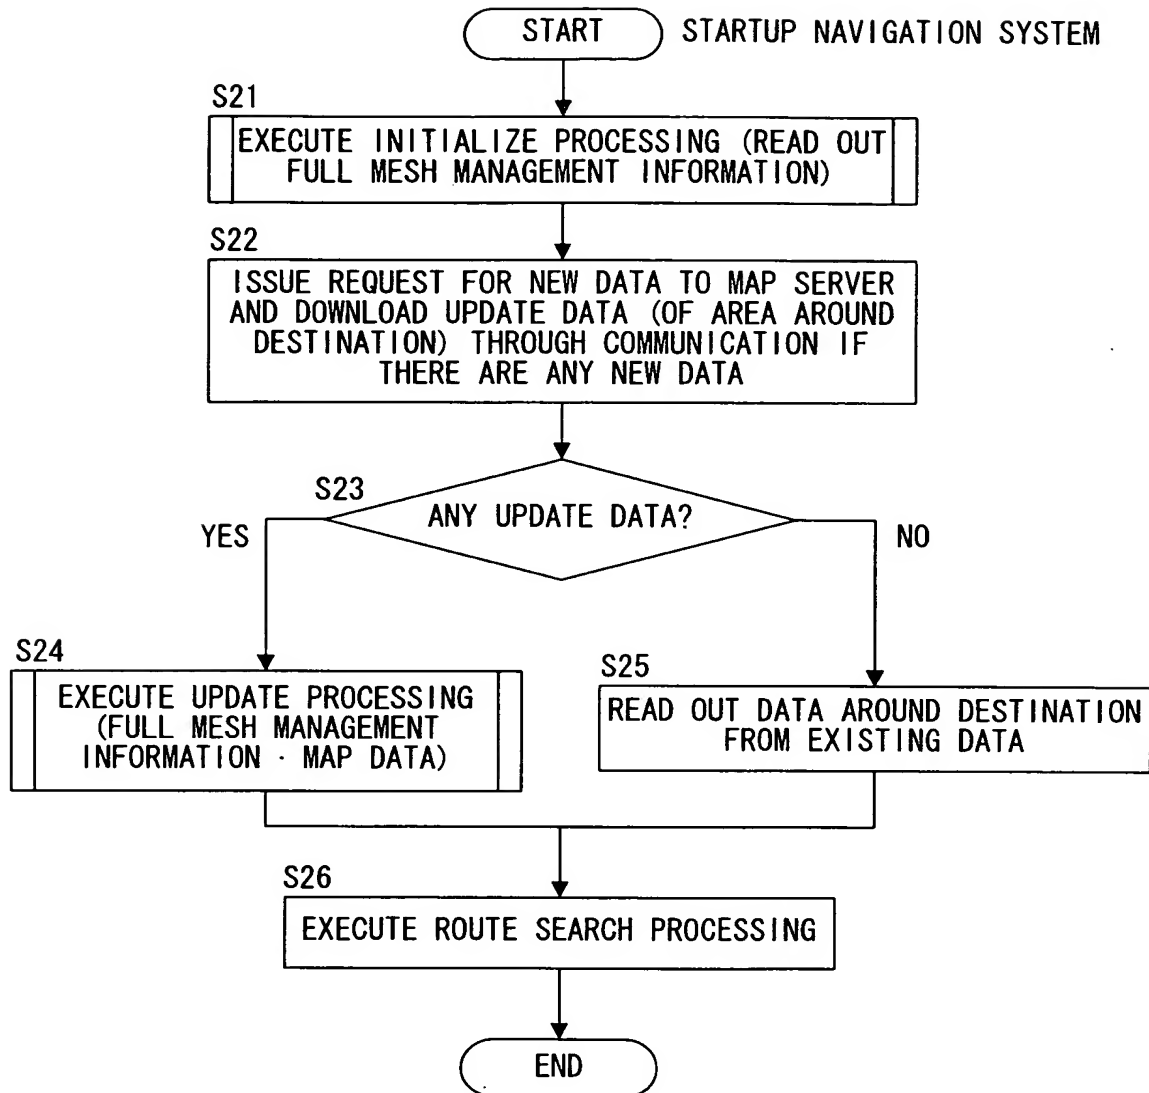 START
STARTUP NAVIGATION SYSTEM
S21
EXECUTE INITIALIZE PROCESSING (READ OUT
FULL MESH MANAGEMENT INFORMATION)
S22
ISSUE REQUEST FOR NEW DATA TO MAP SERVER
AND DOWNLOAD UPDATE DATA (OF AREA AROUND
DESTINATION) THROUGH COMMUNICATION IF
THERE ARE ANY NEW DATA
S23
ANY UPDATE DATA?
YES
NO
S24
EXECUTE UPDATE PROCESSING
(FULL MESH MANAGEMENT
INFORMATION · MAP DATA)
S25
READ OUT DATA AROUND DESTINATION
FROM EXISTING DATA
S26
EXECUTE ROUTE SEARCH PROCESSING
END